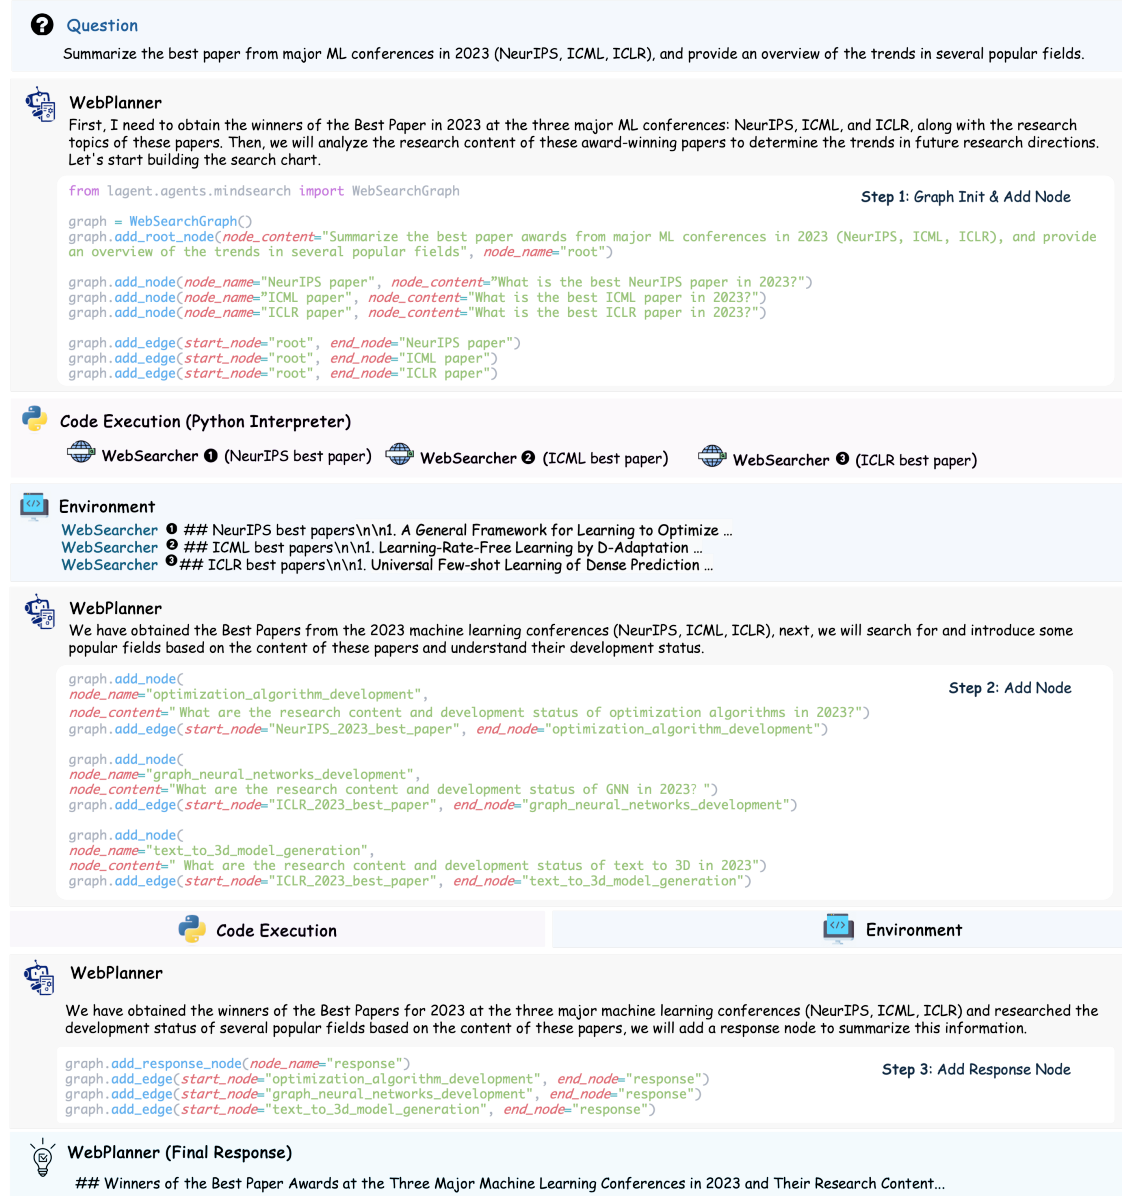 Question
Summarize the best paper from major ML conferences in 2023 (NeurIPS, ICML, ICLR), and provide an overview of the trends in several popular fields.
WebPlanner
First, I need to obtain the winners of the Best Paper in 2023 at the three major ML conferences: NeurIPS, ICML, and ICLR, along with the research
topics of these papers. Then, we will analyze the research content of these award-winning papers to determine the trends in future research directions.
Let's start building the search chart.
from lagent.agents.mindsearch import WebSearchGraph
Step 1: Graph Init & Add Node
graph = WebSearchGraph()
graph.add_root_node(node_content="Summarize the best paper awards from major ML conferences in 2023 (NeurIPS, ICML, ICLR), and provide
an overview of the trends in several popular fields", node_name="root")
graph.add_node(node_name="NeurIPS paper", node_content="What is the best NeurIPS paper in 2023?")
graph.add_node(node_name="ICML paper", node_content="What is the best ICML paper in 2023?")
graph.add_node(node_name="ICLR paper", node_content="What is the best ICLR paper in 2023?")
graph.add_edge(start_node="root", end_node="NeurIPS paper")
graph.add_edge(start_node="root", end_node="ICML paper")
graph.add_edge(start_node="root", end_node="ICLR paper")
Code Execution (Python Interpreter)
WebSearcher ❶ (NeurIPS best paper) WebSearcher ❷ (ICML best paper) WebSearcher ❸ (ICLR best paper)
Environment
WebSearcher ❶ ## NeurIPS best papers\n\n1. A General Framework for Learning to Optimize ...
WebSearcher ❷ ## ICML best papers\n\n1. Learning-Rate-Free Learning by D-Adaptation ...
WebSearcher ❸ ## ICLR best papers\n\n1. Universal Few-shot Learning of Dense Prediction ...
WebPlanner
We have obtained the Best Papers from the 2023 machine learning conferences (NeurIPS, ICML, ICLR), next, we will search for and introduce some
popular fields based on the content of these papers and understand their development status.
graph.add_node(
Step 2: Add Node
node_name="optimization_algorithm_development",
node_content=" What are the research content and development status of optimization algorithms in 2023?")
graph.add_edge(start_node="NeurIPS_2023_best_paper", end_node="optimization_algorithm_development")
graph.add_node(
node_name="graph_neural_networks_development",
node_content="What are the research content and development status of GNN in 2023? ")
graph.add_edge(start_node="ICLR_2023_best_paper", end_node="graph_neural_networks_development")
graph.add_node(
node_name="text_to_3d_model_generation",
node_content=" What are the research content and development status of text to 3D in 2023")
graph.add_edge(start_node="ICLR_2023_best_paper", end_node="text_to_3d_model_generation")
Code Execution
Environment
WebPlanner
We have obtained the winners of the Best Papers for 2023 at the three major machine learning conferences (NeurIPS, ICML, ICLR) and researched the
development status of several popular fields based on the content of these papers, we will add a response node to summarize this information.
graph.add_response_node(node_name="response")
Step 3: Add Response Node
graph.add_edge(start_node="optimization_algorithm_development", end_node="response")
graph.add_edge(start_node="graph_neural_networks_development", end_node="response")
graph.add_edge(start_node="text_to_3d_model_generation", end_node="response")
WebPlanner (Final Response)
## Winners of the Best Paper Awards at the Three Major Machine Learning Conferences in 2023 and Their Research Content...